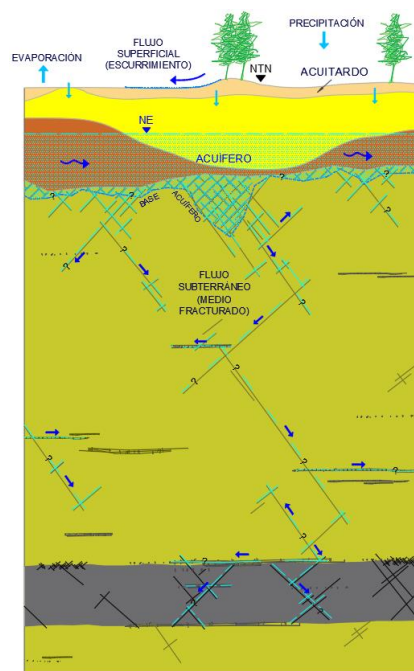 PRECIPITACIÓN
FLUJO
SUPERFICIAL
(ESCURRIMIENTO)
EVAPORACIÓN
NTN
ACUITARDO
NE
ACUÍFERO
?
?
?
?
BASE
ACUÍFERO
?
?
?
?
FLUJO
SUBTERRÁNEO
(MEDIO
FRACTURADO)
?
?
?
?
?
?
?